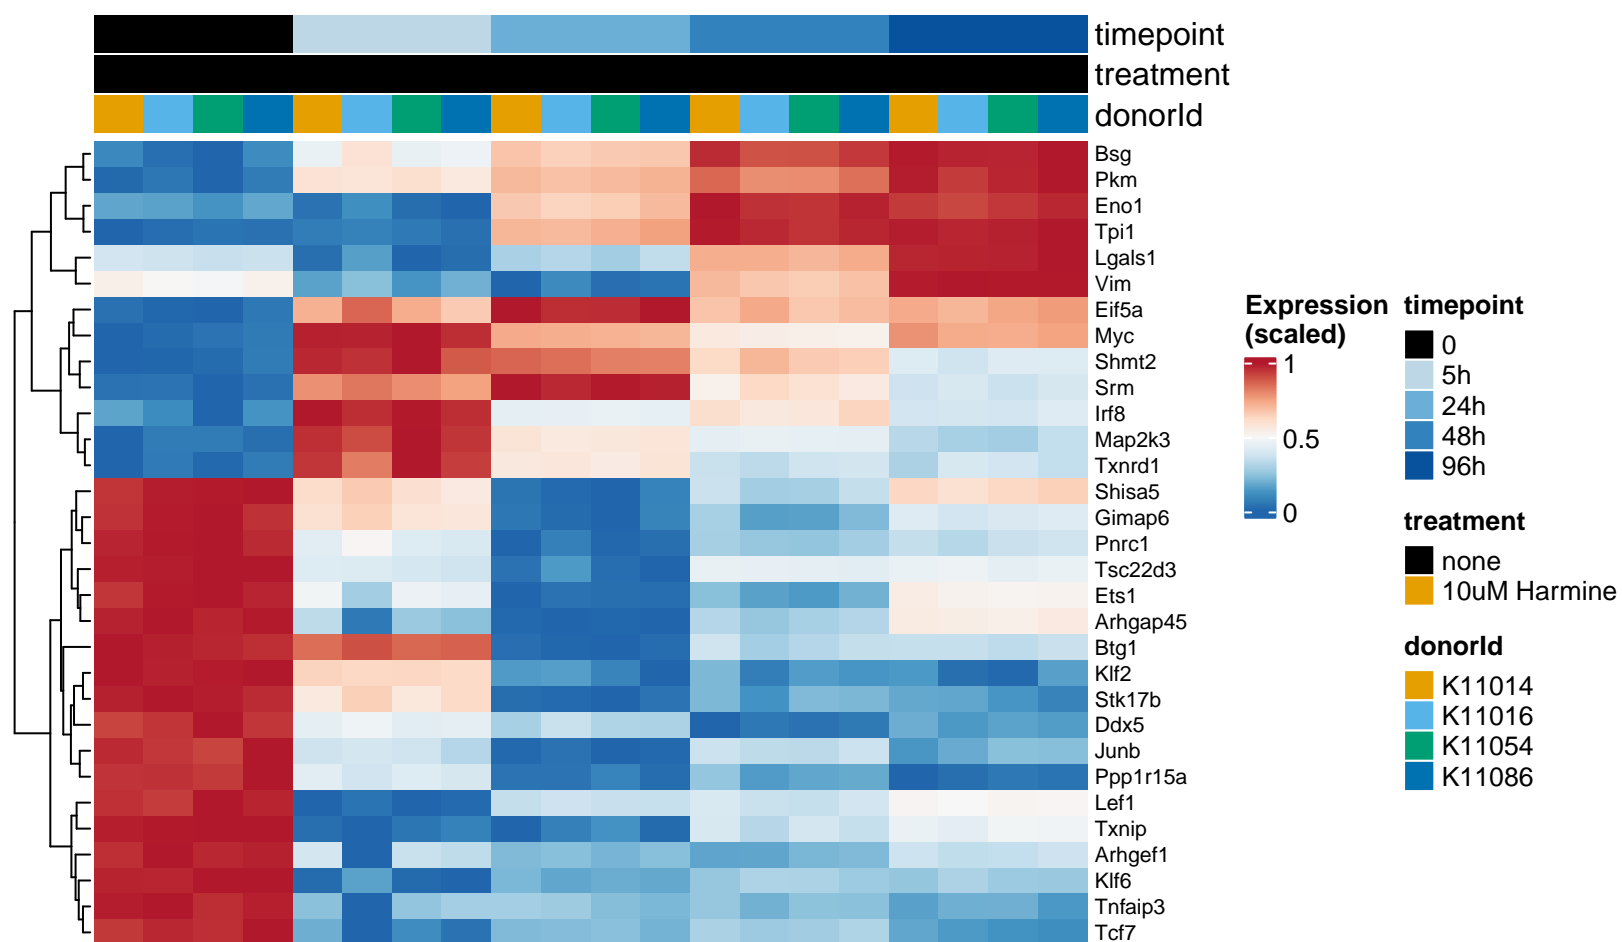 timepoint
treatment
donorId
Bsg
Pkm
Eno1
Tpi1
Lgals1
Vim
Eif5a
Myc
Shmt2
Srm
Irf8
Map2k3
Txnrd1
Shisa5
Gimap6
Pnrc1
Tsc22d3
Ets1
Arhgap45
Btg1
Klf2
Stk17b
Ddx5
Junb
Ppp1r15a
Lef1
Txnip
Arhgef1
Klf6
Tnfaip3
Tcf7
Expression
(scaled)
1
0.5
0
timepoint
0
5h
24h
48h
96h
treatment
none
10uM Harmine
donorId
K11014
K11016
K11054
K11086